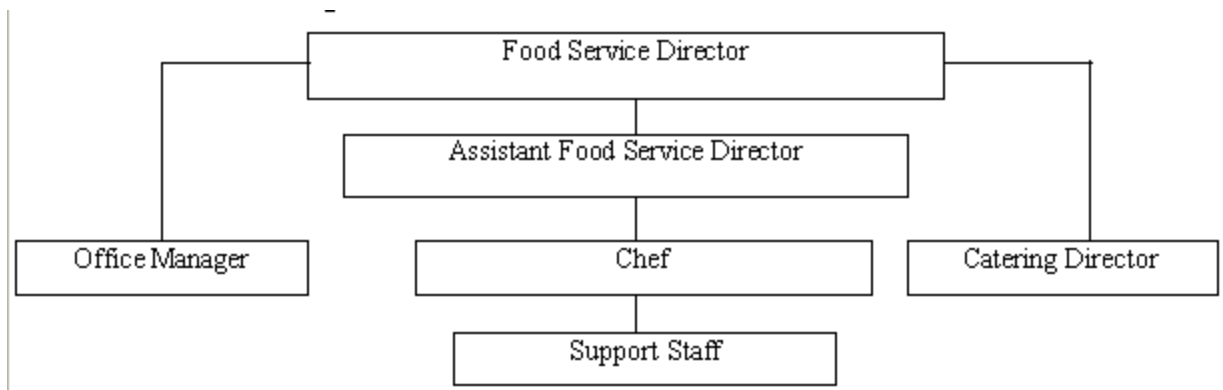 Food Service Director
Assistant Food Service Director
Office Manager
Chef
Catering Director
Support Staff